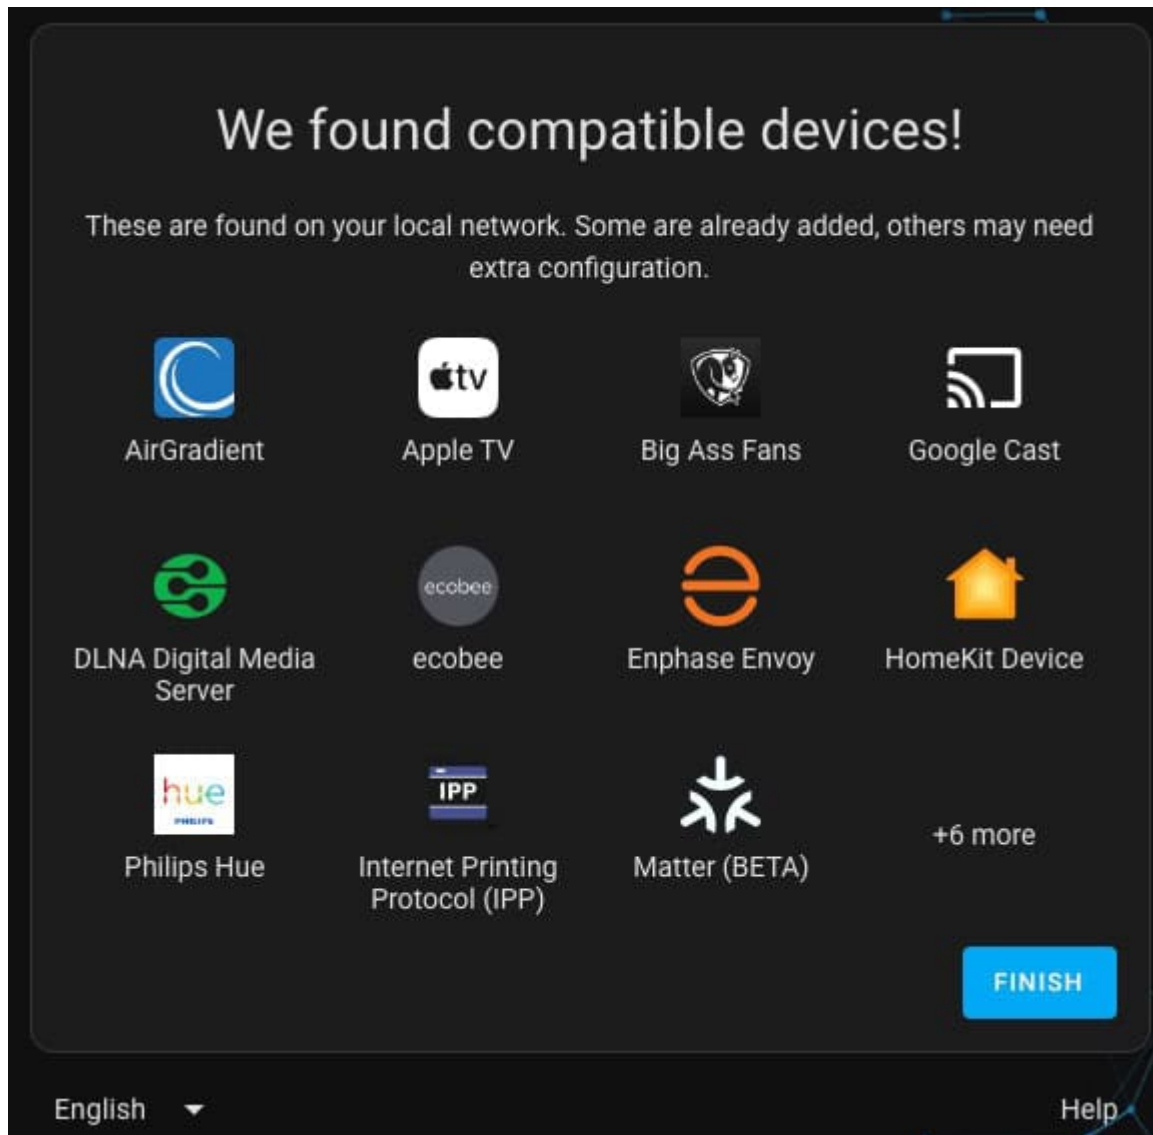 We found compatible devices!
These are found on your local network. Some are already added, others may need
extra configuration.
tv
AirGradient
Apple TV
Big Ass Fans
Google Cast
ecobee
DLNA Digital Media
Server
ecobee
Enphase Envoy
HomeKit Device
hue
PHILIPS
IPP
Philips Hue
Internet Printing
Protocol (IPP)
Matter (BETA)
+6 more
FINISH
English
Help